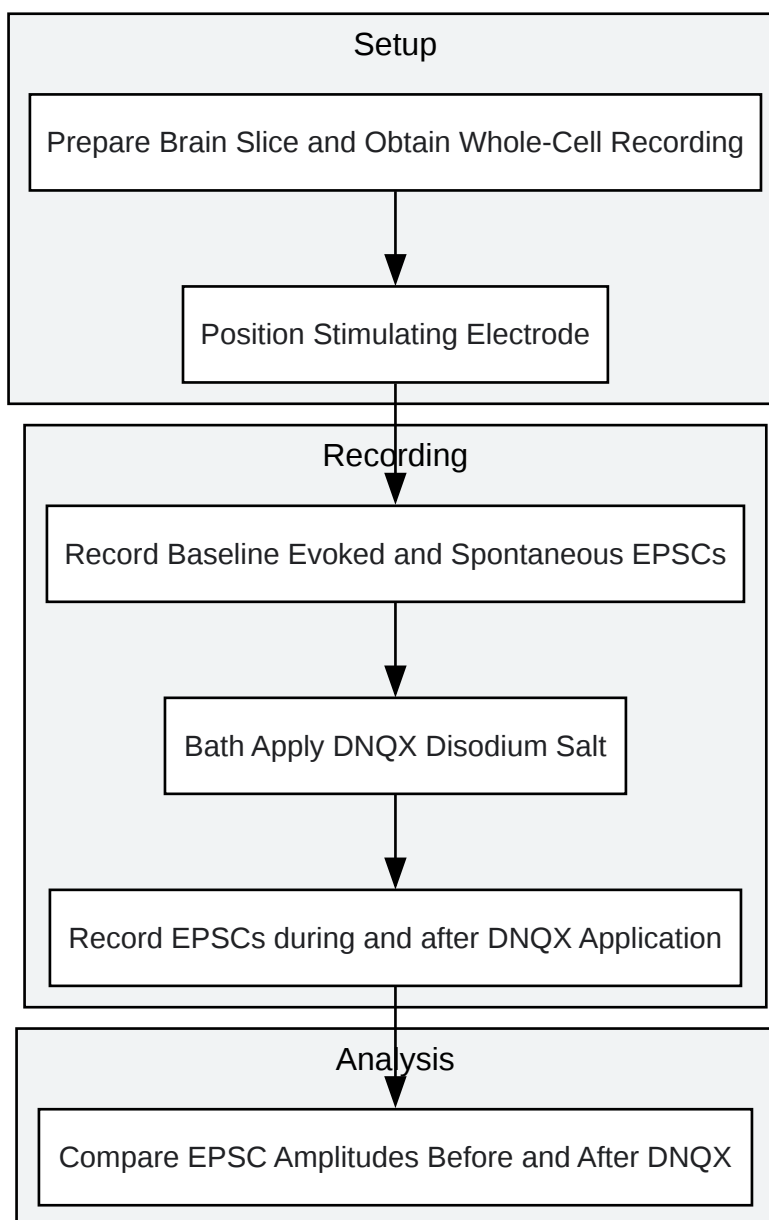 Setup
Prepare Brain Slice and Obtain Whole-Cell Recording
Position Stimulating Electrode
Recording
Record Baseline Evoked and Spontaneous EPSCs
Bath Apply DNQX Disodium Salt
Record EPSCs during and after DNQX Application
Analysis
Compare EPSC Amplitudes Before and After DNQX